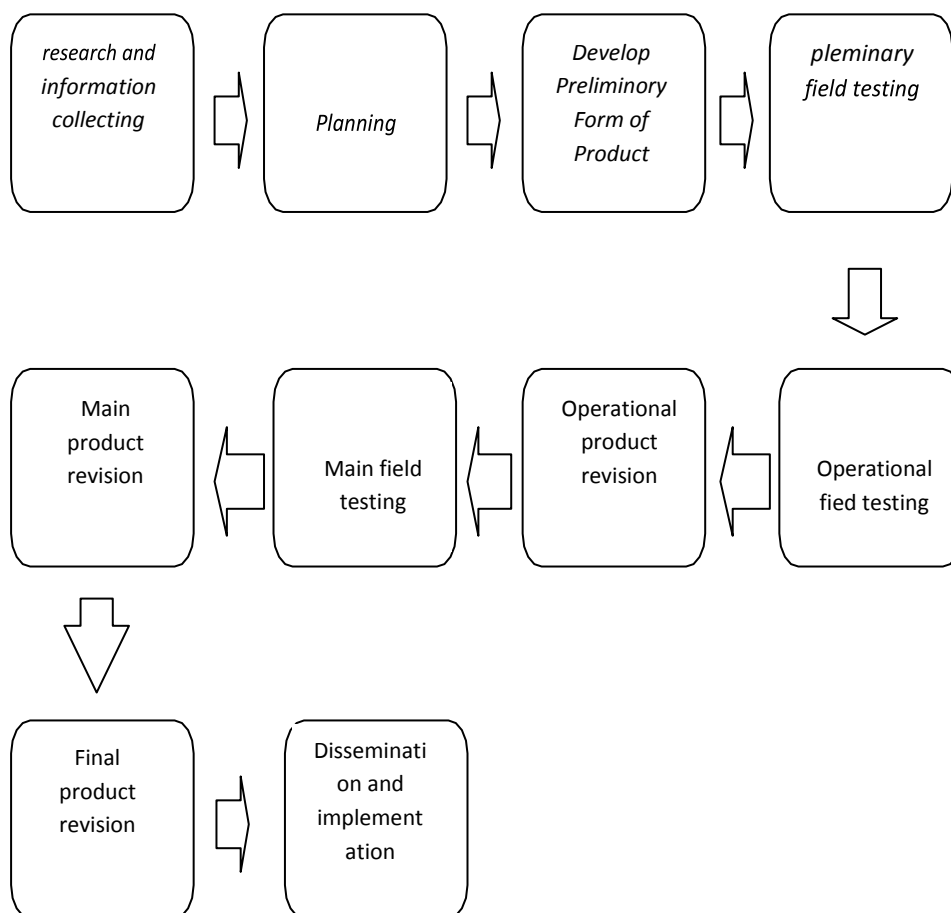 research and
information
collecting
Planning
Develop
Preliminory
Form of
Product
pleminary
field testing
Operational
fied testing
Operational
product
revision
Main field
testing
Main
product
revision
Final
product
revision
Disseminati
on and
implement
ation